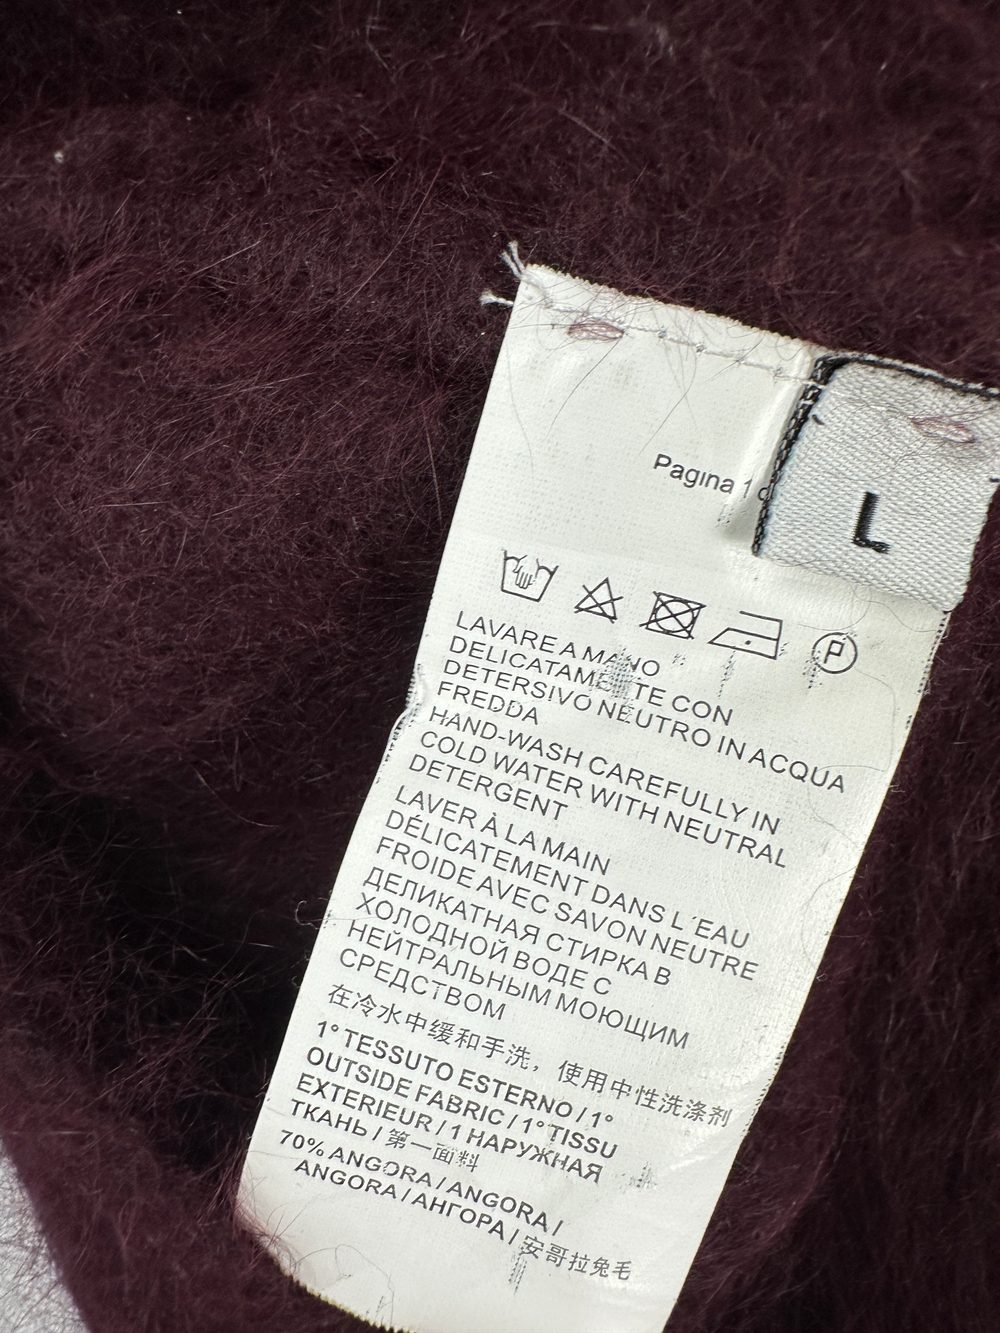 Pagina 1
L
P
LAVARE A MANO
DELICATAMENTE CON
DETERSIVO NEUTRO IN ACQUA
FREDDA
HAND-WASH CAREFULLY IN
COLD WATER WITH NEUTRAL
DETERGENT
LAVER À LA MAIN
DÉLICATEMENT DANS L´EAU
FROIDE AVEC SAVON NEUTRE
ДЕЛИКАТНАЯ СТИРКА В
ХОЛОДНОЙ ВОДЕ С
НЕЙТРАЛЬНЫМ МОЮЩИМ
СРЕДСТВОМ
在冷水中缓和手洗，使用中性洗涤剂
1° TESSUTO ESTERNO / 1°
OUTSIDE FABRIC / 1° TISSU
EXTERIEUR / 1 НАРУЖНАЯ
ТКАНЬ / 第一面料
70% ANGORA / ANGORA /
ANGORA / АНГОРА / 安哥拉兔毛